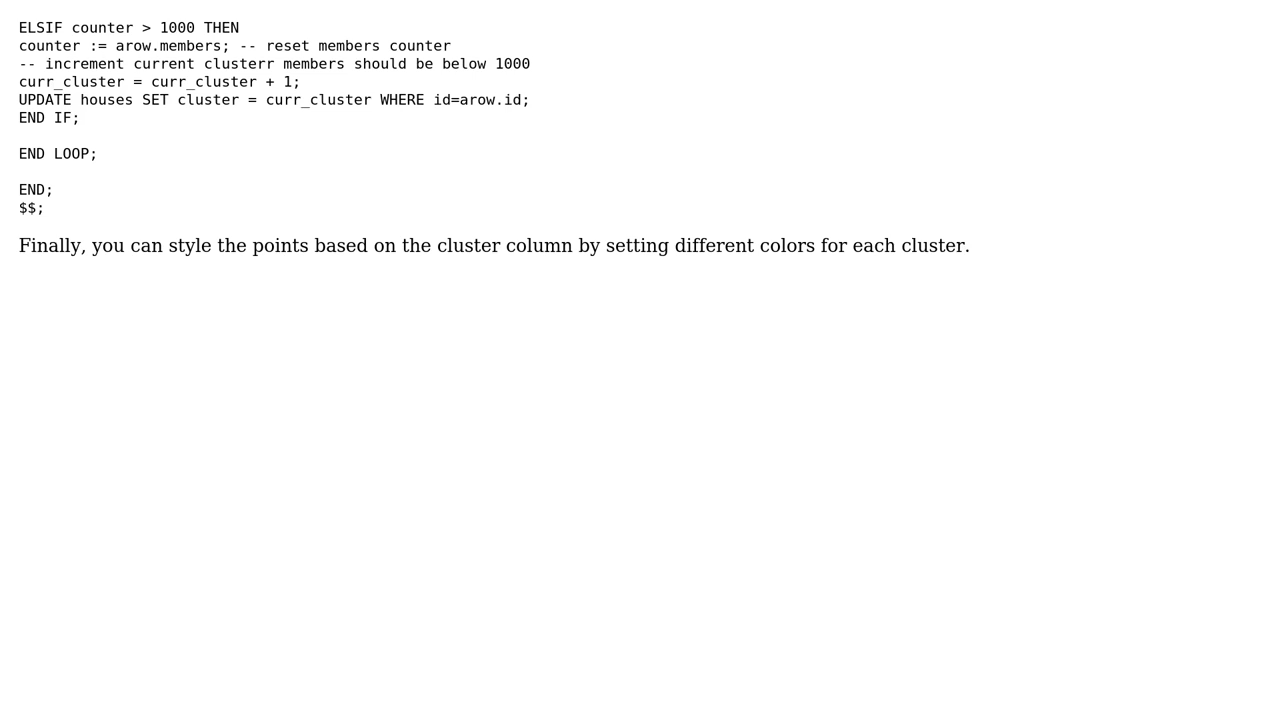 ELSIF counter > 1000 THEN
counter := arow.members; -- reset members counter
-- increment current clusterr members should be below 1000
curr_cluster = curr_cluster + 1;
UPDATE houses SET cluster = curr_cluster WHERE id=arow.id;
END IF;
END LOOP;
END;
$$;
Finally, you can style the points based on the cluster column by setting different colors for each cluster.